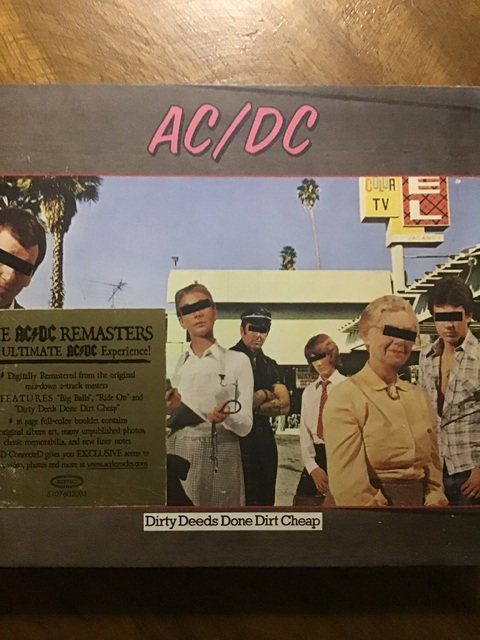 AC/DC
COLOR
TV
EL
VACANCY
E AC/DC REMASTERS
ULTIMATE AC/DC Experience!
Digitally Remastered from the original
mix-down 2-track masters
FEATURES "Big Balls", "Ride On" and
"Dirty Deeds Done Dirt Cheap"
page full-color booklet contains
original album art, many unpublished photos,
classic memorabilia, and new liner notes
D ConnecteD gives you EXCLUSIVE access to
photos and more at www.acdcrocks.com
Dirty Deeds Done Dirt Cheap